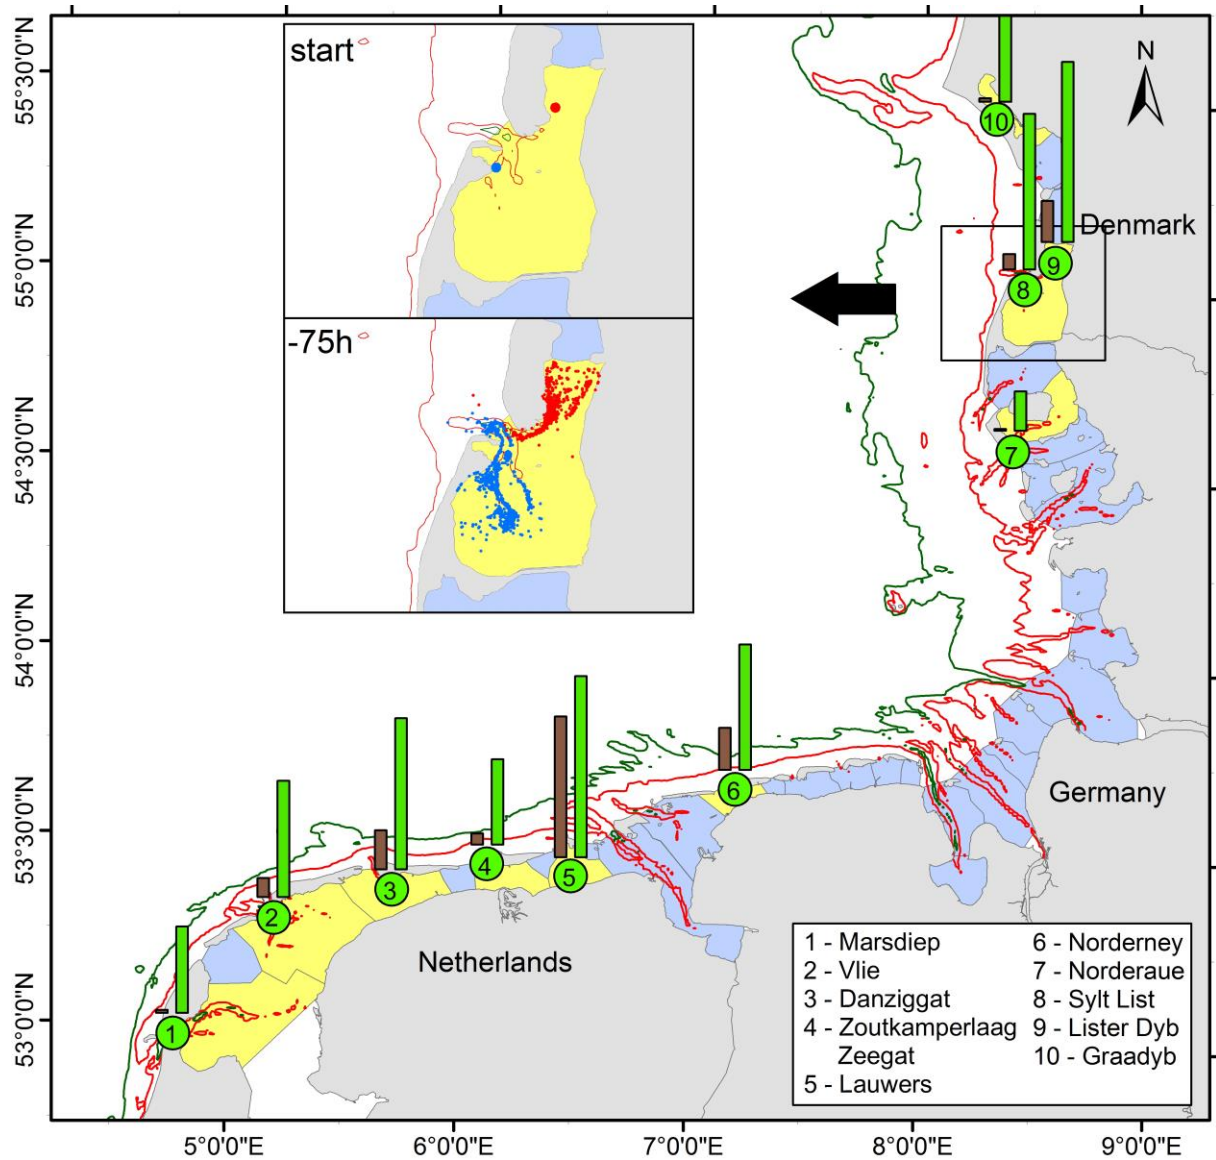 start
-75h
N
10
Denmark
9
8
7
6
5
4
3
2
1
Germany
Netherlands
1 - Marsdiep
2 - Vlie
3 - Danziggat
4 - Zoutkamperlaag
Zeegat
5 - Lauwers
6 - Norderney
7 - Norderaue
8 - Sylt List
9 - Lister Dyb
10 - Graadyb
55°30'0"N
55°0'0"N
54°30'0"N
54°0'0"N
53°30'0"N
53°0'0"N
5°0'0"E
6°0'0"E
7°0'0"E
8°0'0"E
9°0'0"E